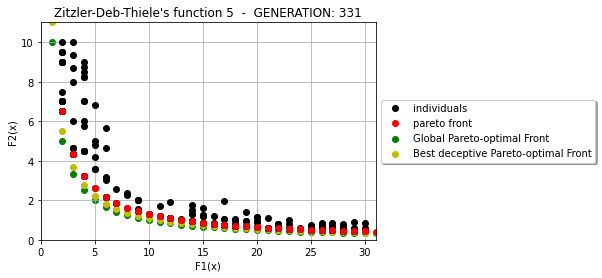 Zitzler-Deb-Thiele's function 5 - GENERATION: 331
10
8
6
4
2
0
F2(x)
0 5 10 15 20 25 30
F1(x)
individuals
pareto front
Global Pareto-optimal Front
Best deceptive Pareto-optimal Front